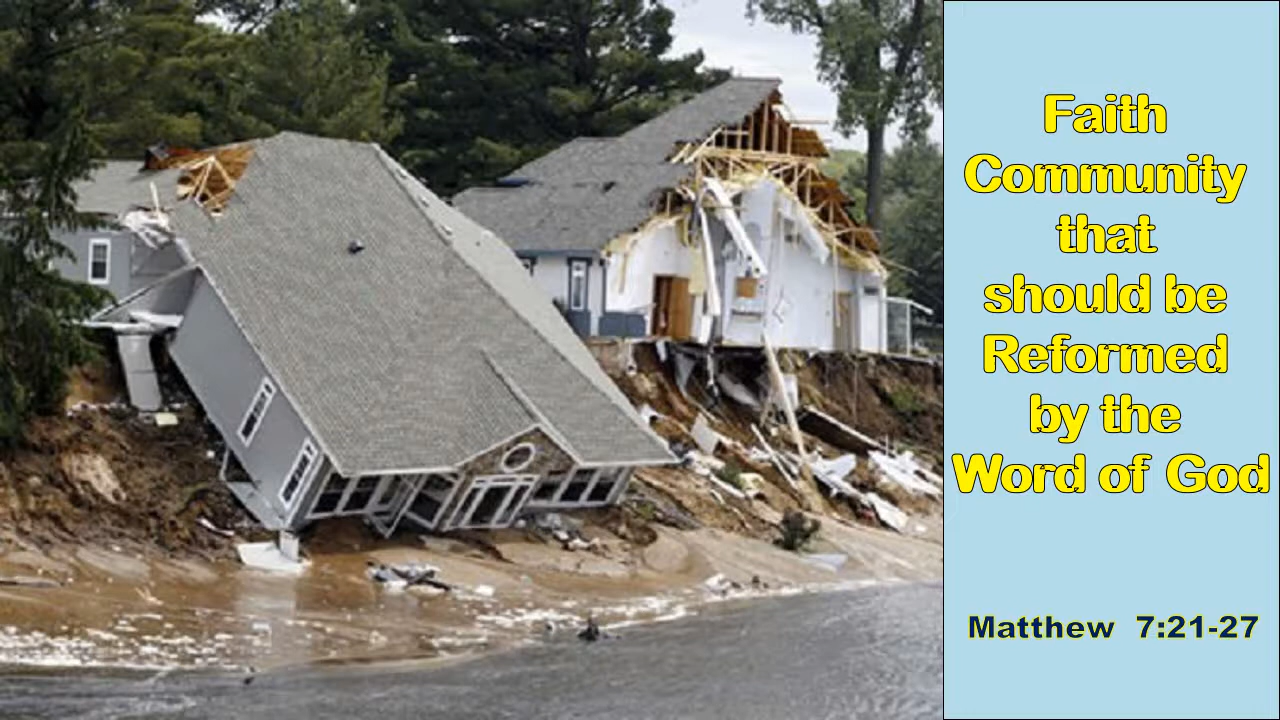 Faith
Community
that
should be
Reformed
by the
Word of God
Matthew 7:21-27